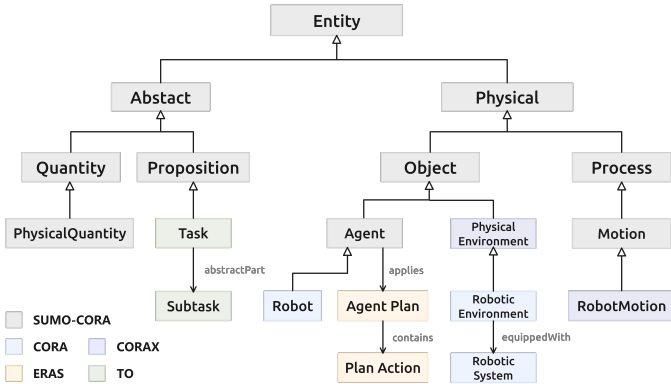 Entity
Abstact
Physical
Quantity
Proposition
Object
Process
PhysicalQuantity
Task
Agent
Physical
Environment
Motion
abstractPart
applies
Subtask
Robot
Agent Plan
Robotic
Environment
RobotMotion
SUMO-CORA
contains
equippedWith
CORA
CORAX
ERAS
TO
Plan Action
Robotic
System